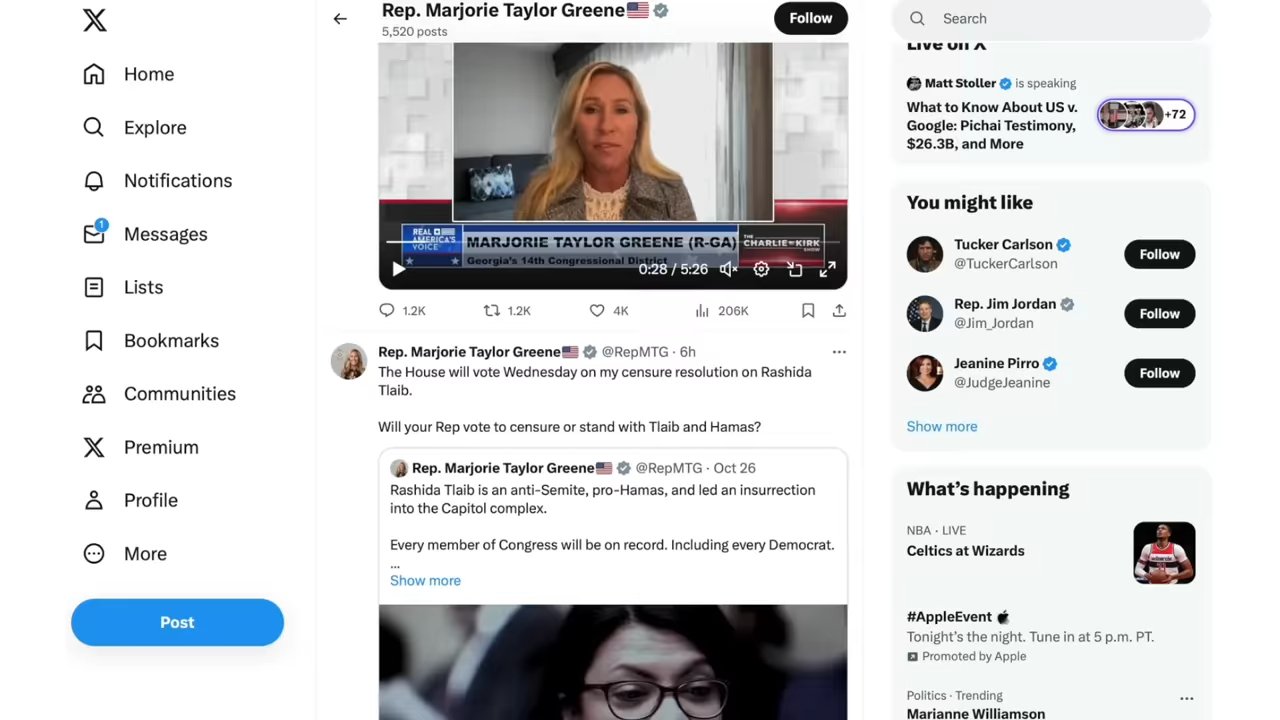 Home
Explore
Notifications
1
Messages
Lists
Bookmarks
Communities
Premium
Profile
More
Post
Rep. Marjorie Taylor Greene🇺🇸
5,520 posts
Follow
REAL AMERICA'S VOICE
MARJORIE TAYLOR GREENE (R-GA)
Georgia's 14th Congressional District
THE CHARLIE KIRK SHOW
0:28 / 5:26
1.2K 1.2K 4K 206K
Rep. Marjorie Taylor Greene🇺🇸 @RepMTG · 6h
The House will vote Wednesday on my censure resolution on Rashida
Tlaib.
Will your Rep vote to censure or stand with Tlaib and Hamas?
Rep. Marjorie Taylor Greene🇺🇸 @RepMTG · Oct 26
Rashida Tlaib is an anti-Semite, pro-Hamas, and led an insurrection
into the Capitol complex.
Every member of Congress will be on record. Including every Democrat.
...
Show more
Search
Live on X
Matt Stoller is speaking
What to Know About US v.
Google: Pichai Testimony,
$26.3B, and More
+72
You might like
Tucker Carlson
@TuckerCarlson
Follow
Rep. Jim Jordan
@Jim_Jordan
Follow
Jeanine Pirro
@JudgeJeanine
Follow
Show more
What's happening
NBA · LIVE
Celtics at Wizards
#AppleEvent
Tonight's the night. Tune in at 5 p.m. PT.
Promoted by Apple
Politics · Trending
Marianne Williamson